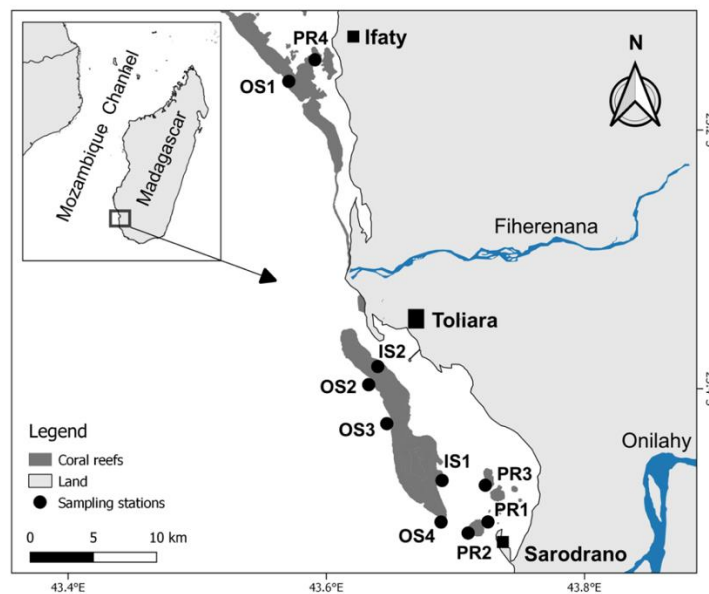 PR4
Ifaty
OS1
N
Mozambique Channel
Madagascar
Fiherenana
Toliara
IS2
OS2
OS3
Onilahy
Legend
Coral reefs
Land
Sampling stations
IS1
PR3
PR1
OS4
PR2
Sarodrano
0 5 10 km
43.4°E 43.6°E 43.8°E